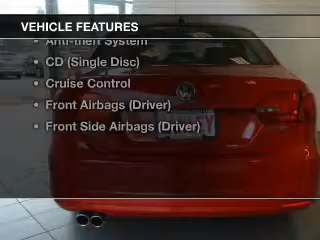 VEHICLE FEATURES
• Anti-theft System
• CD (Single Disc)
• Cruise Control
• Front Airbags (Driver)
• Front Side Airbags (Driver)